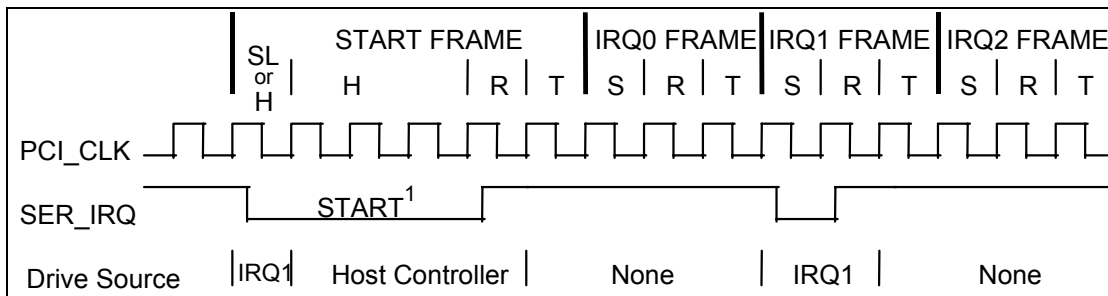 START FRAME IRQ0 FRAME IRQ1 FRAME IRQ2 FRAME
SL
or
H
H R T S R T S R T S R T
PCI_CLK
START1
SER_IRQ
Drive Source IRQ1 Host Controller None IRQ1 None